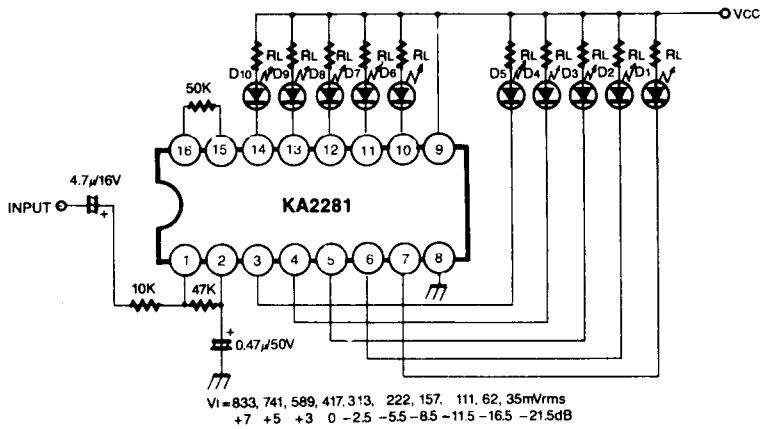 VCC
RL RL RL RL RL RL RL RL RL RL
D10 D9 D8 D7 D6 D5 D4 D3 D2 D1
50K
16 15 14 13 12 11 10 9
4.7μ/16V
INPUT
+
KA2281
1 2 3 4 5 6 7 8
10K 47K
+
0.47μ/50V
VI=833, 741, 589, 417, 313, 222, 157, 111, 62, 35mVrms
+7 +5 +3 0 −2.5 −5.5 −8.5 −11.5 −16.5 −21.5dB